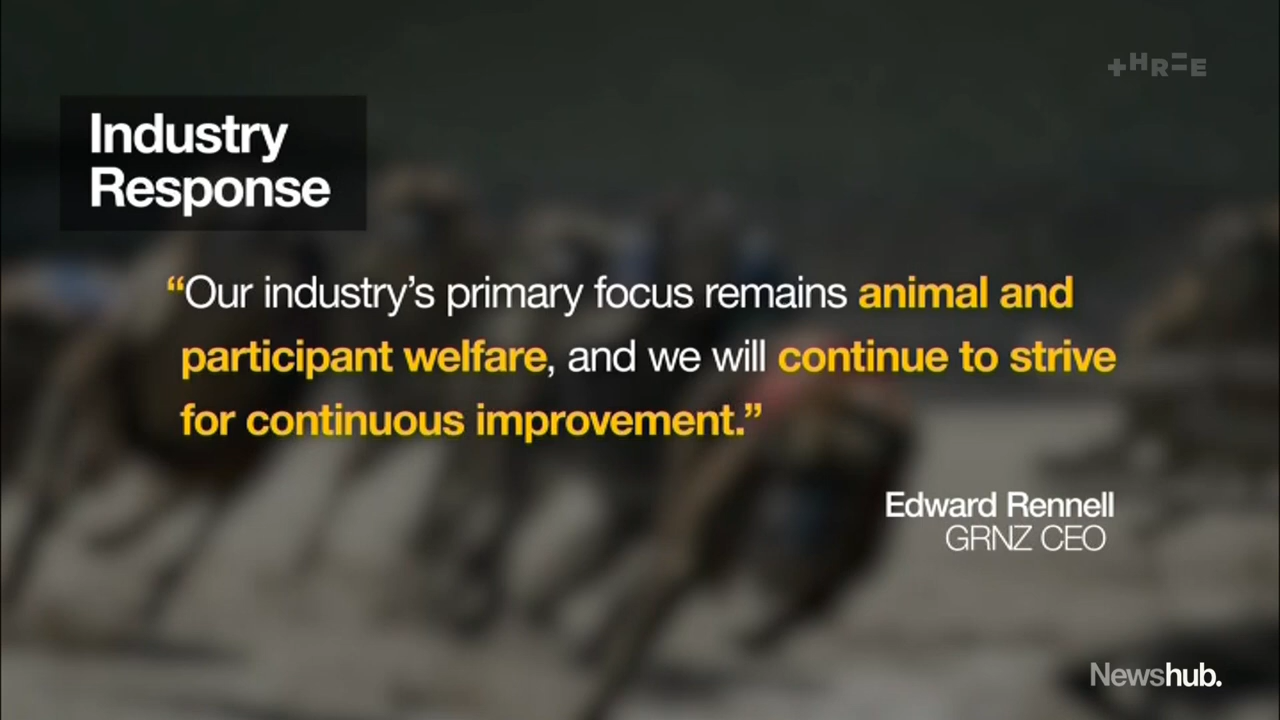 +HR=E
Industry
Response
“Our industry’s primary focus remains animal and
participant welfare, and we will continue to strive
for continuous improvement.”
Edward Rennell
GRNZ CEO
Newshub.